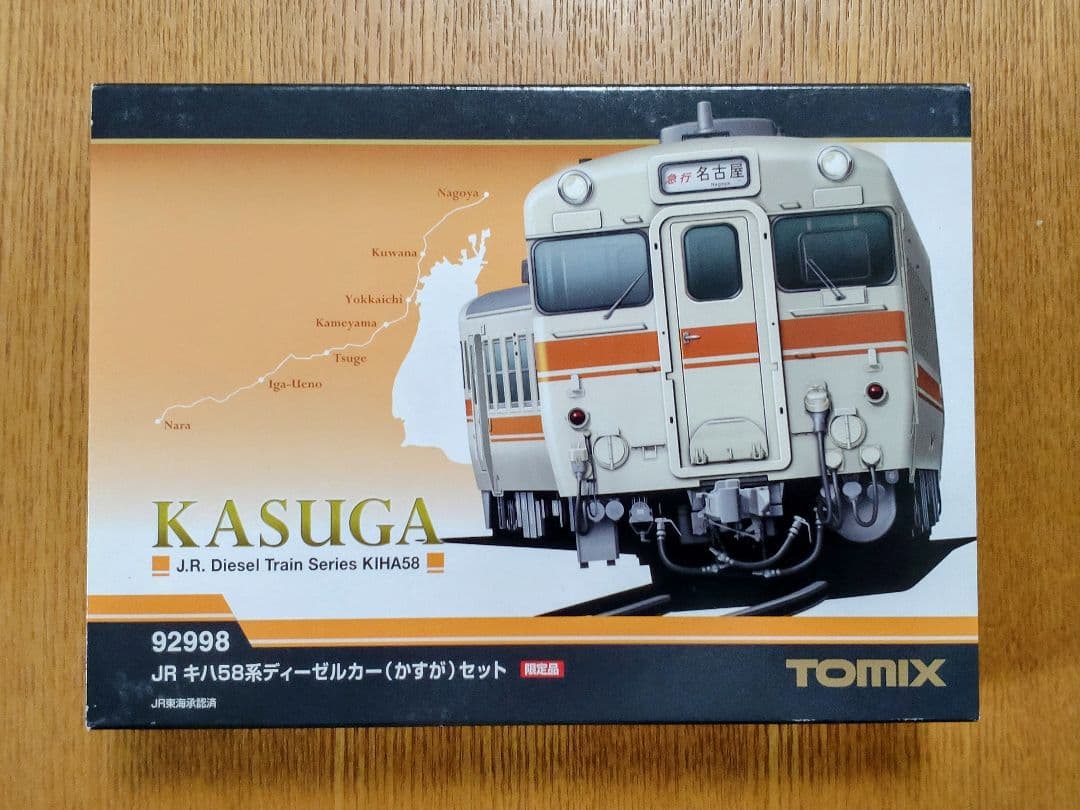 急行 名古屋
Nagoya
Nagoya
Kuwana
Yokkaichi
Kameyama
Tsuge
Iga-Ueno
Nara
KASUGA
J.R. Diesel Train Series KIHA58
92998
JR キハ58系ディーゼルカー(かすが)セット 限定品
TOMIX
JR東海承認済